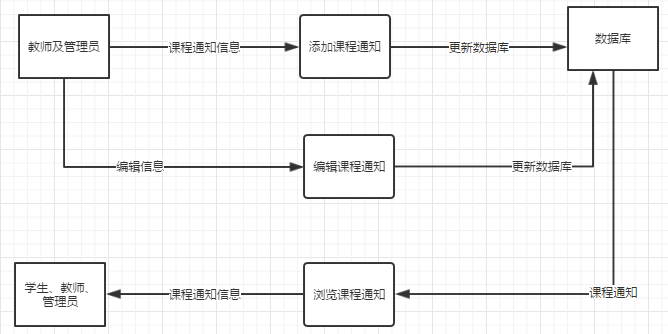 教师及管理员
课程通知信息
添加课程通知
更新数据库
数据库
编辑信息
编辑课程通知
更新数据库
学生、教师、
管理员
课程通知信息
浏览课程通知
课程通知